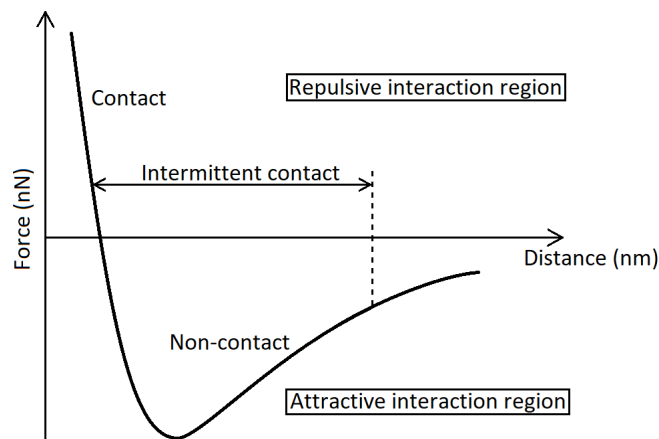 Contact
Repulsive interaction region
Intermittent contact
Force (nN)
Distance (nm)
Non-contact
Attractive interaction region